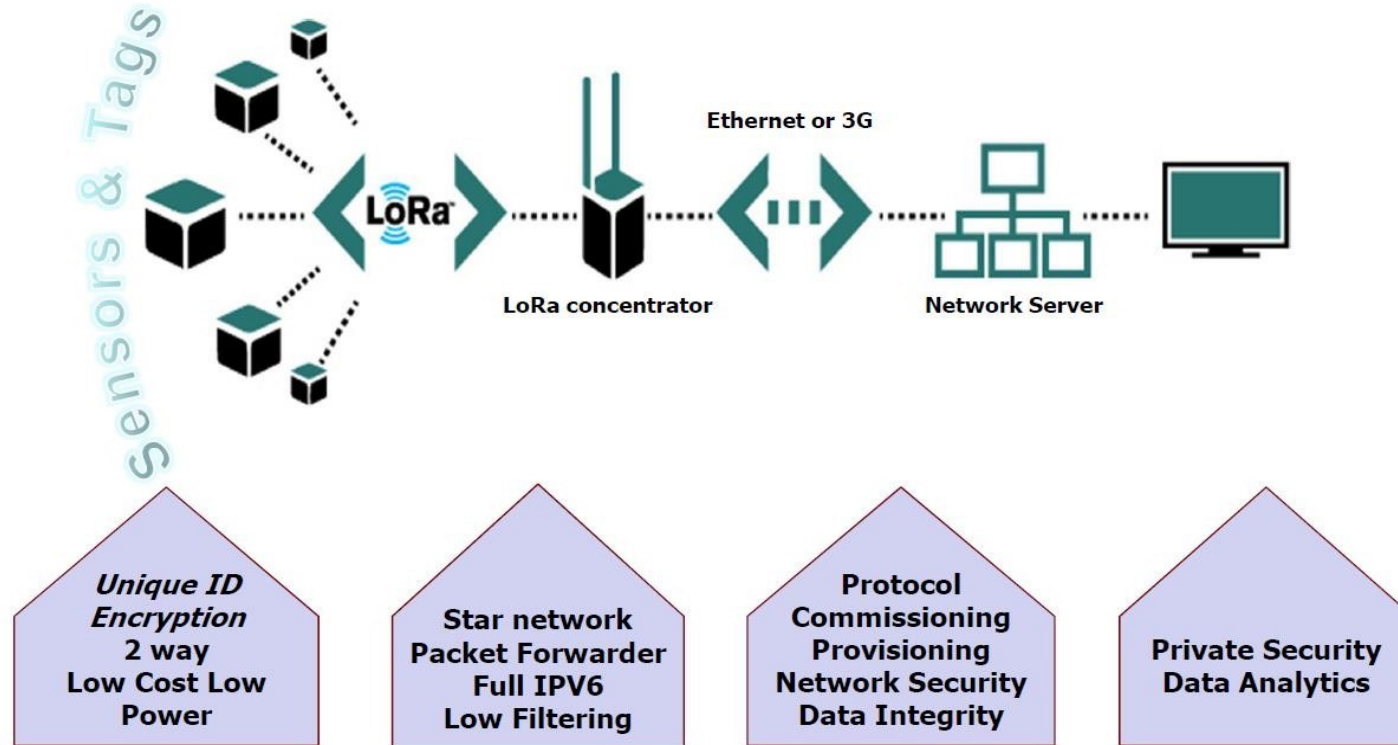 Sensors & Tags
LoRa™
Ethernet or 3G
LoRa concentrator
Network Server
Unique ID
Encryption
2 way
Low Cost Low
Power
Star network
Packet Forwarder
Full IPV6
Low Filtering
Protocol
Commissioning
Provisioning
Network Security
Data Integrity
Private Security
Data Analytics